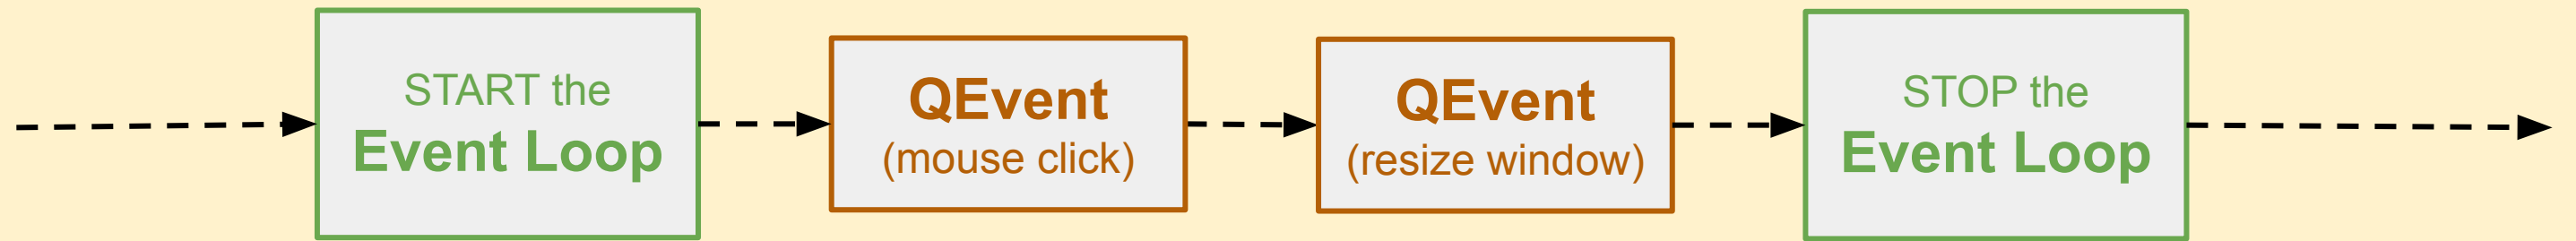 START the
Event Loop
QEvent
(mouse click)
QEvent
(resize window)
STOP the
Event Loop